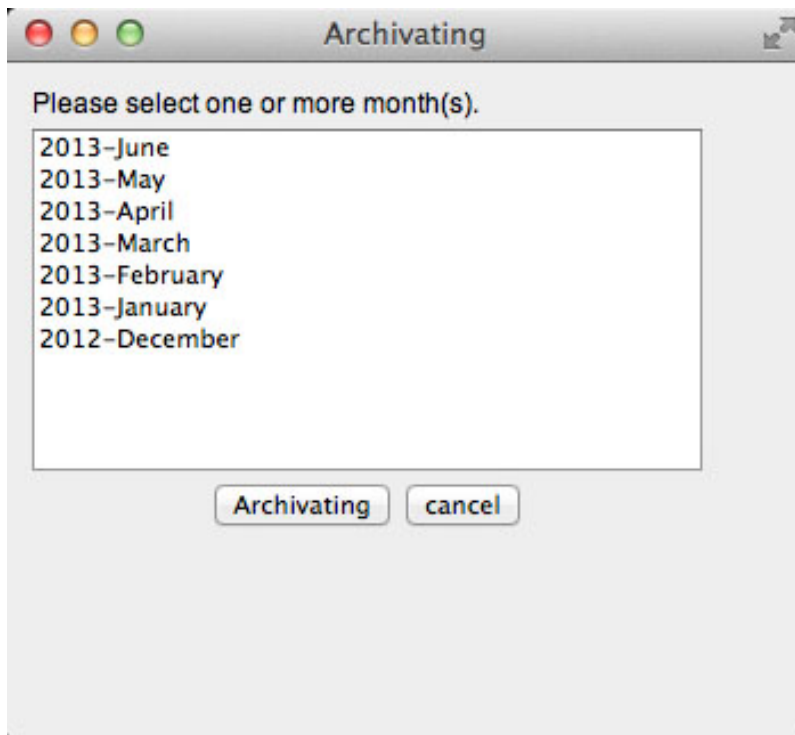 Archivating
Please select one or more month(s).
2013-June
2013-May
2013-April
2013-March
2013-February
2013-January
2012-December
Archivating cancel